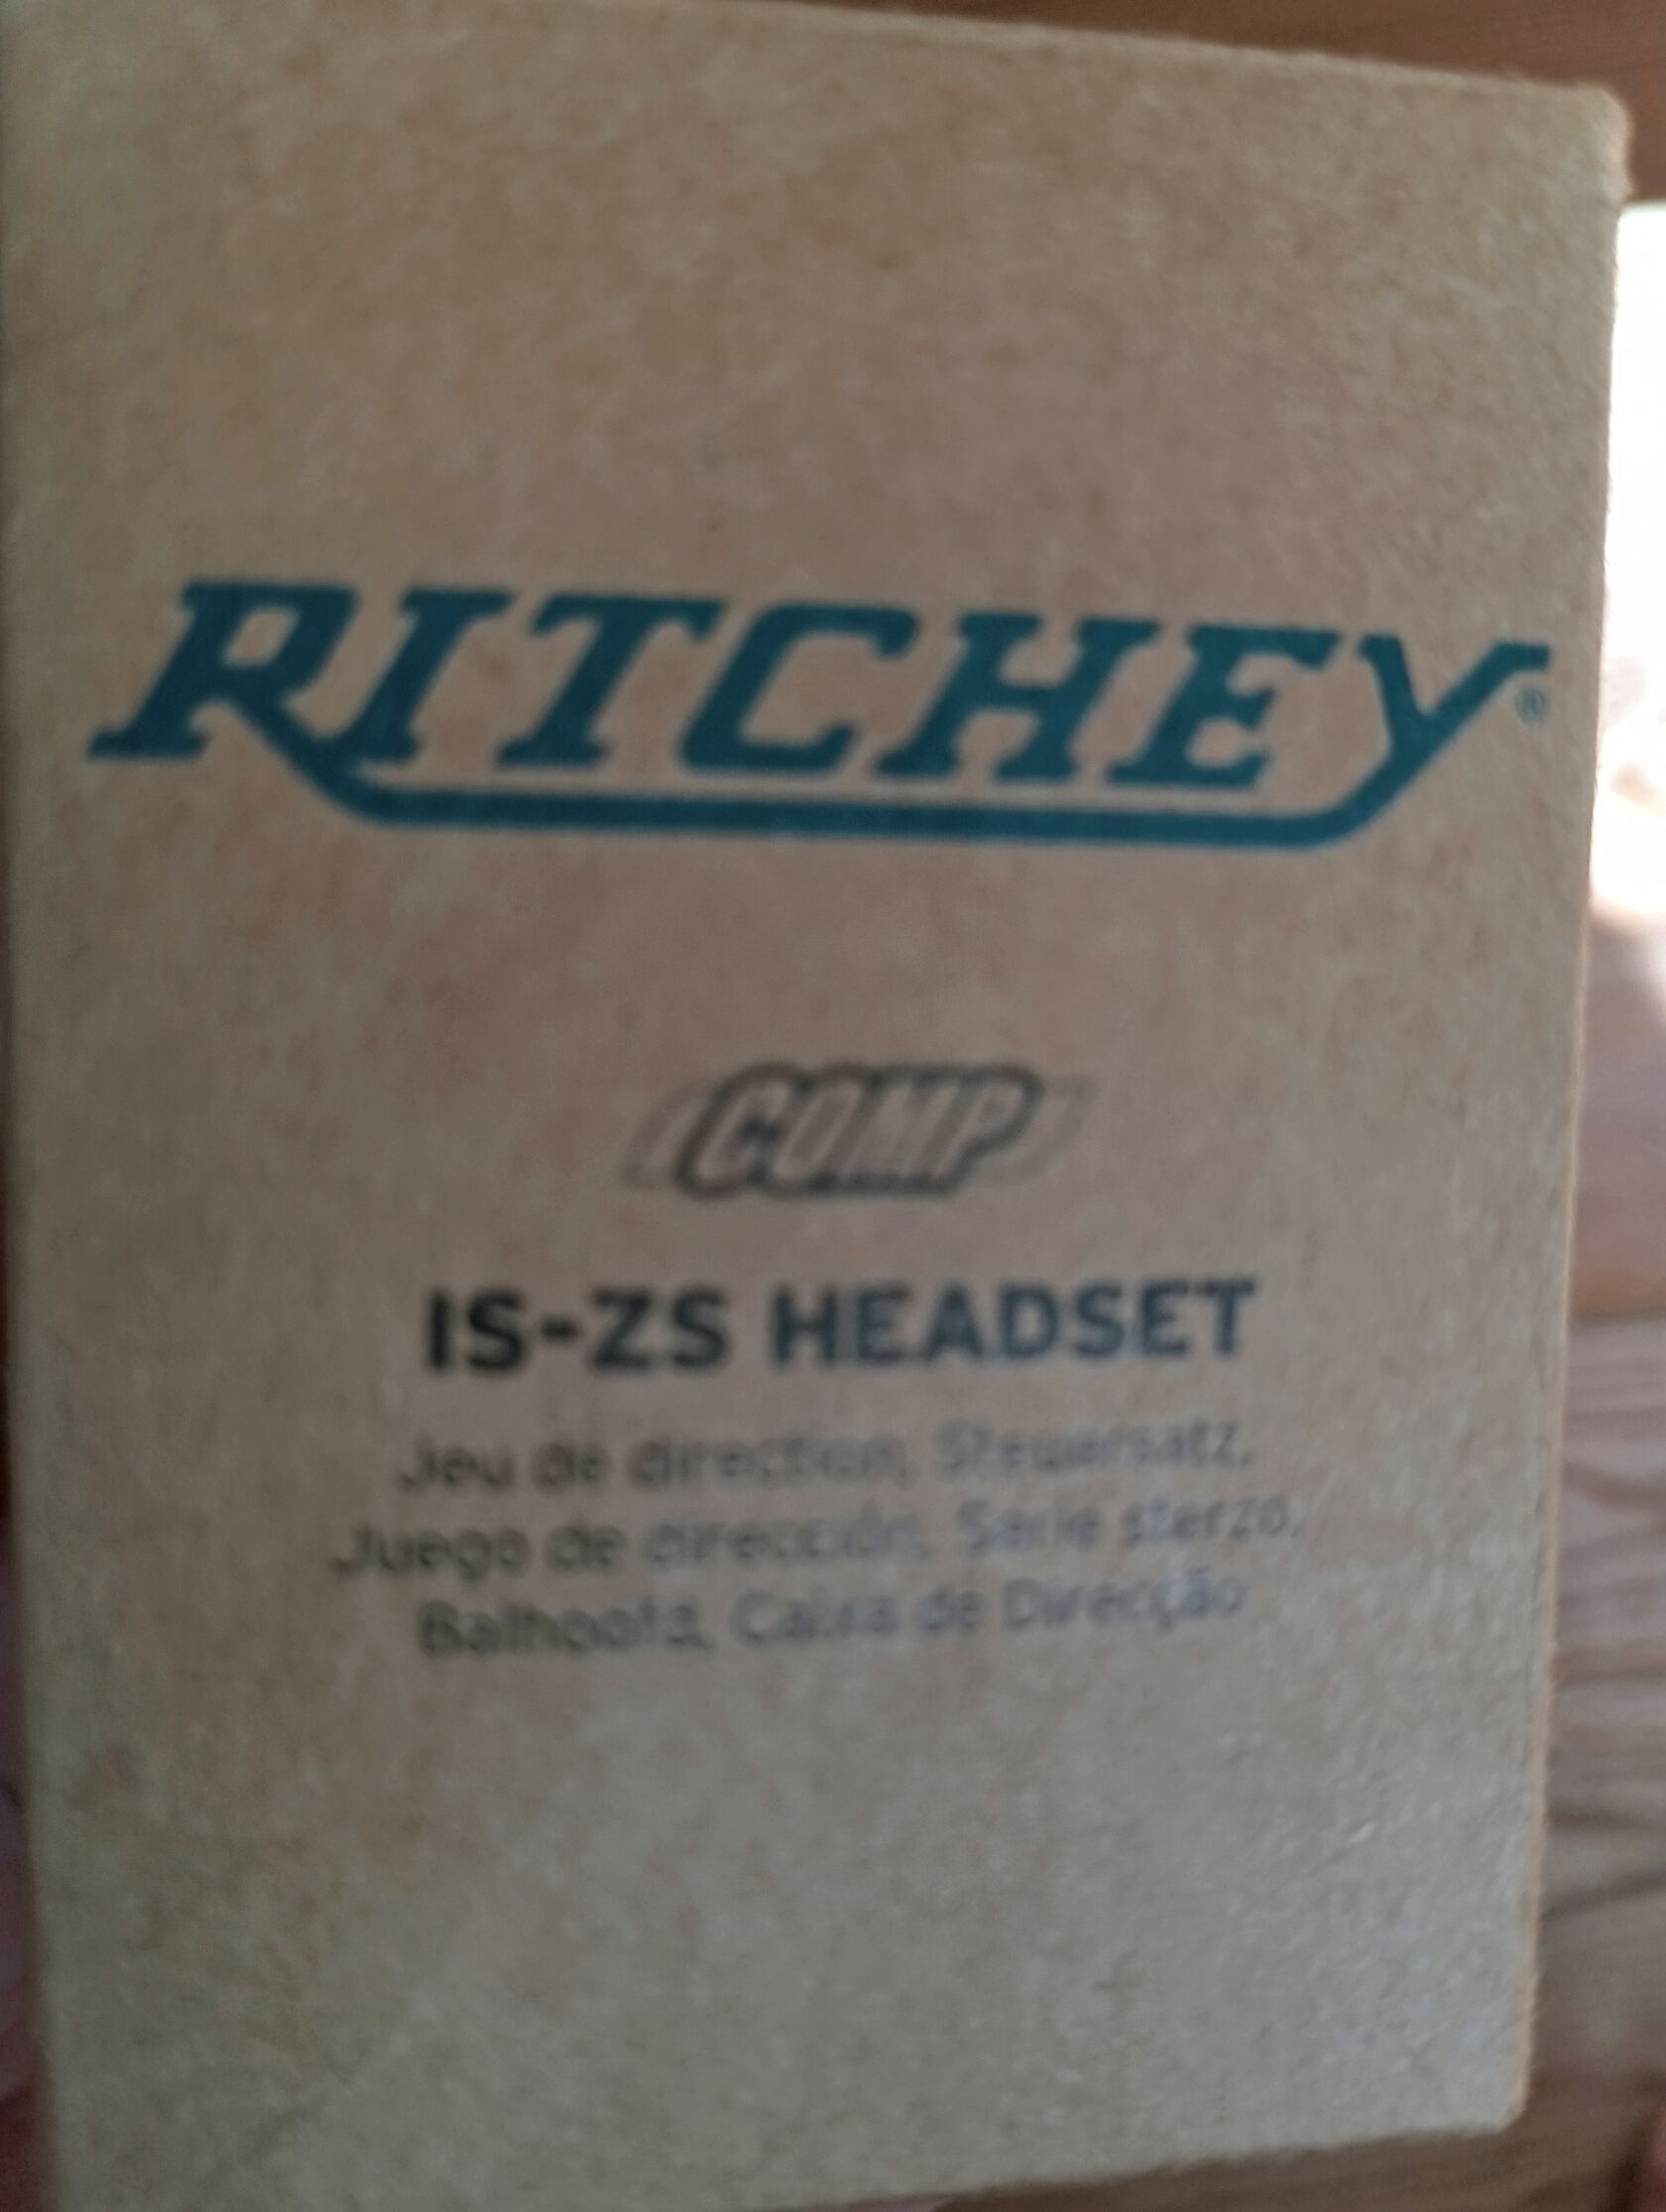 RITCHEY®
COMP
IS-ZS HEADSET
Jeu de direction, Steuersatz,
Juego de dirección, Serie sterzo,
Balhoofd, Caixa de Direcção